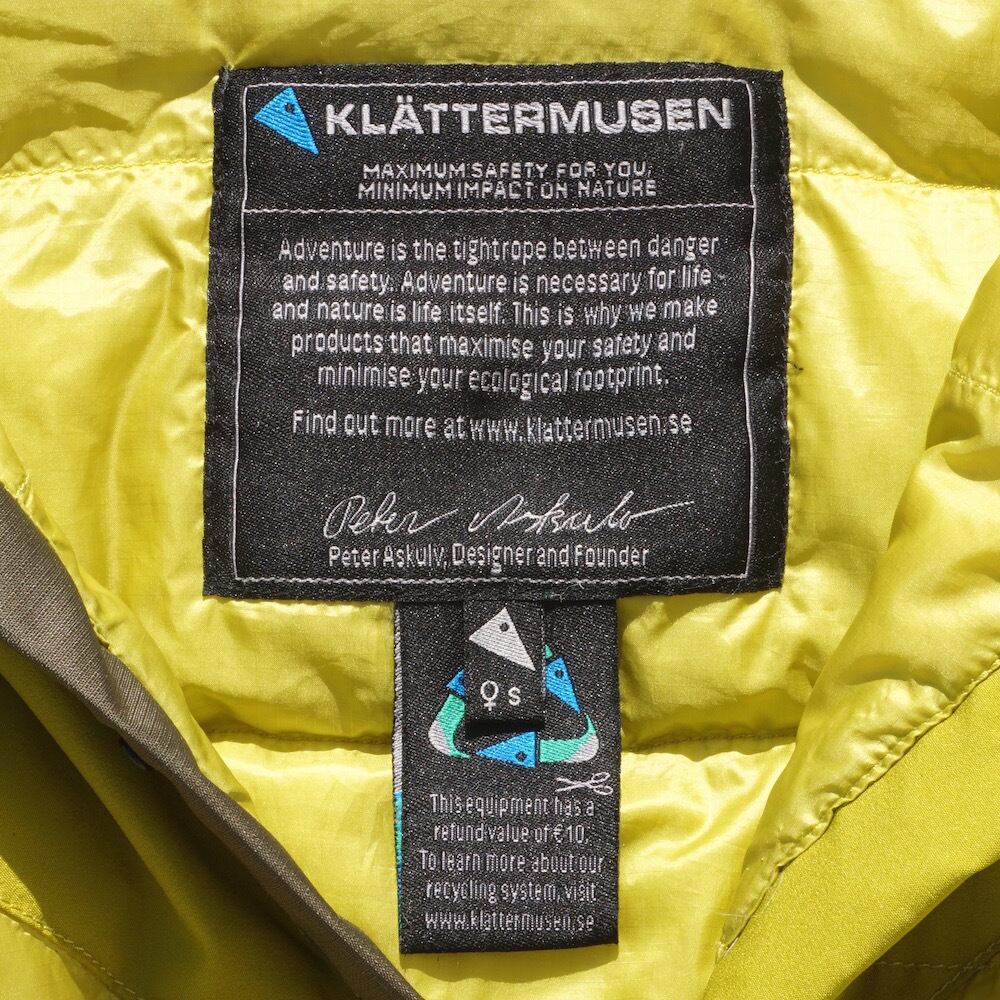 KLÄTTERMUSEN
MAXIMUM SAFETY FOR YOU,
MINIMUM IMPACT ON NATURE
Adventure is the tightrope between danger
and safety. Adventure is necessary for life
and nature is life itself. This is why we make
products that maximise your safety and
minimise your ecological footprint.
Find out more at www.klattermusen.se
Peter Askulv
Peter Askulv, Designer and Founder
♀ S
This equipment has a
refund value of €10.
To learn more about our
recycling system, visit
www.klattermusen.se